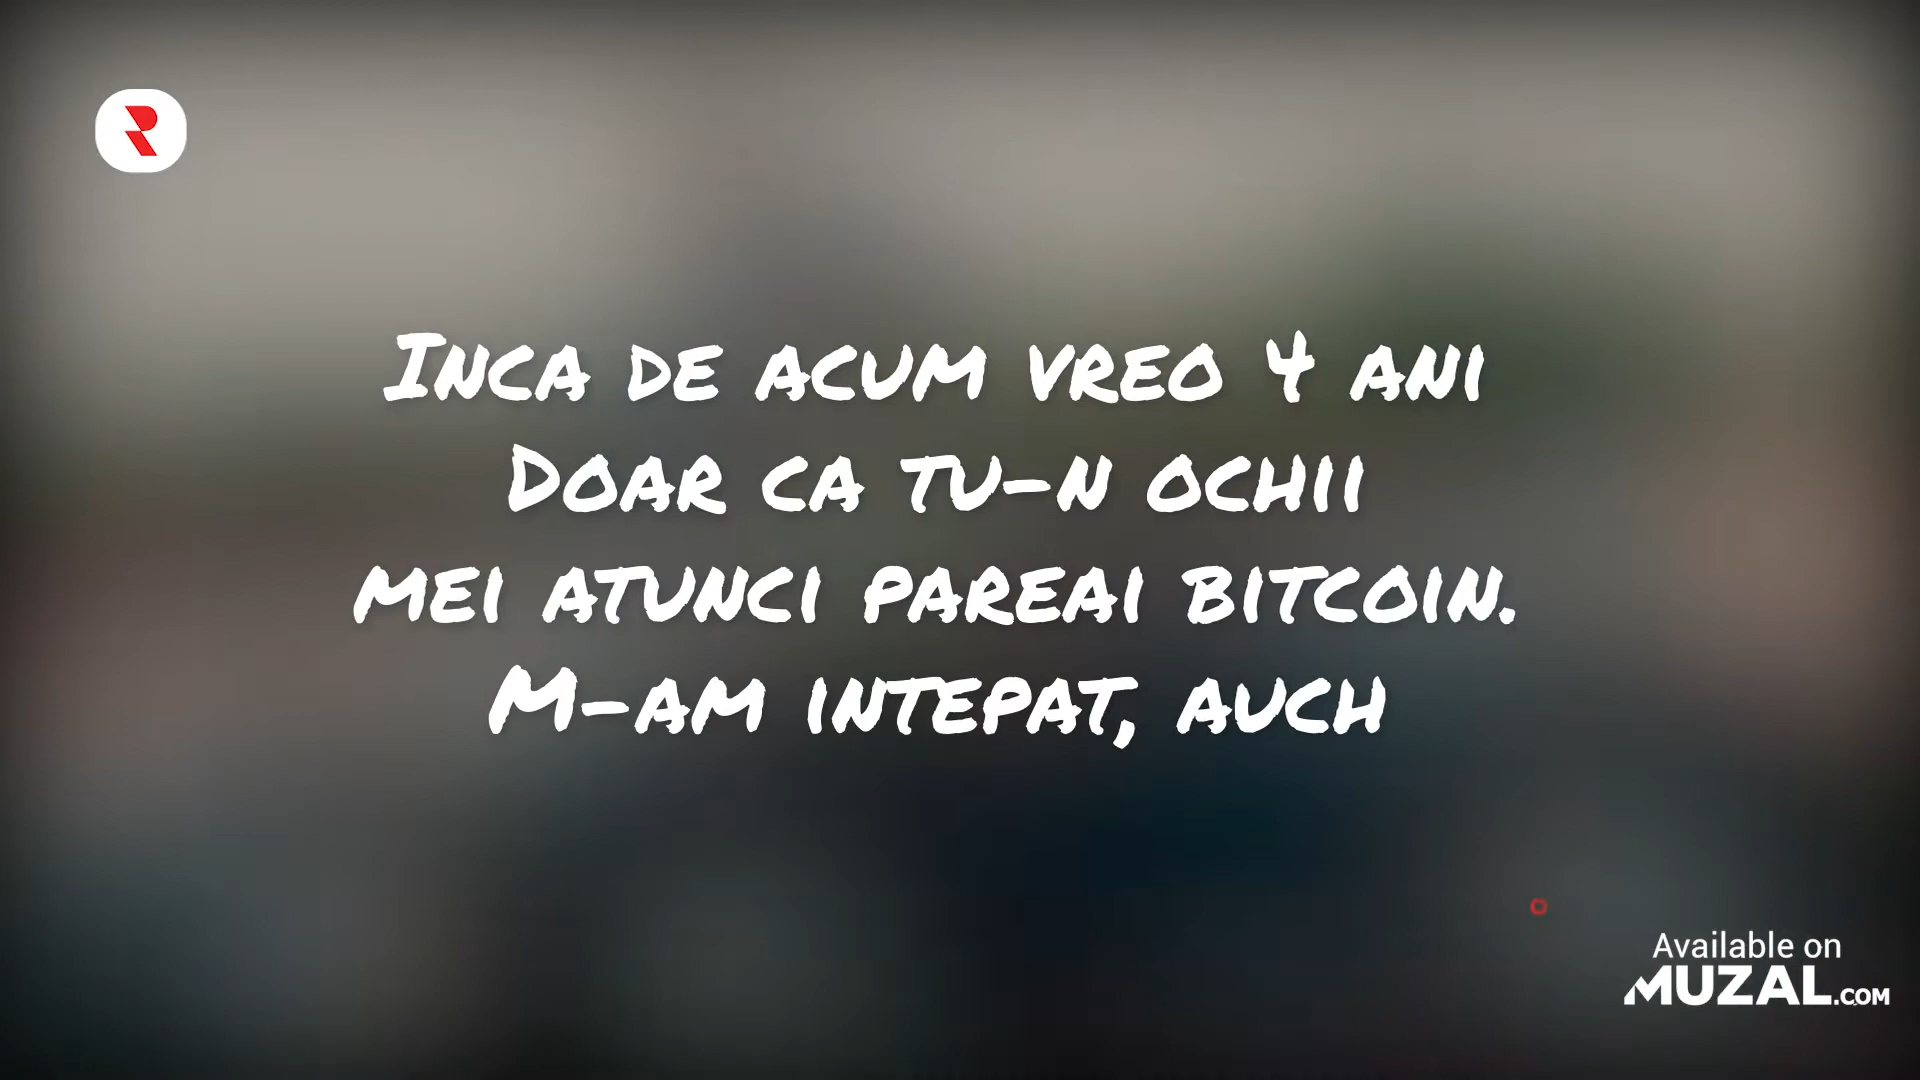 Inca de acum vreo 4 ani
Doar ca tu-n ochii
mei atunci pareai bitcoin.
M-am intepat, auch
R
Available on
MUZAL.COM